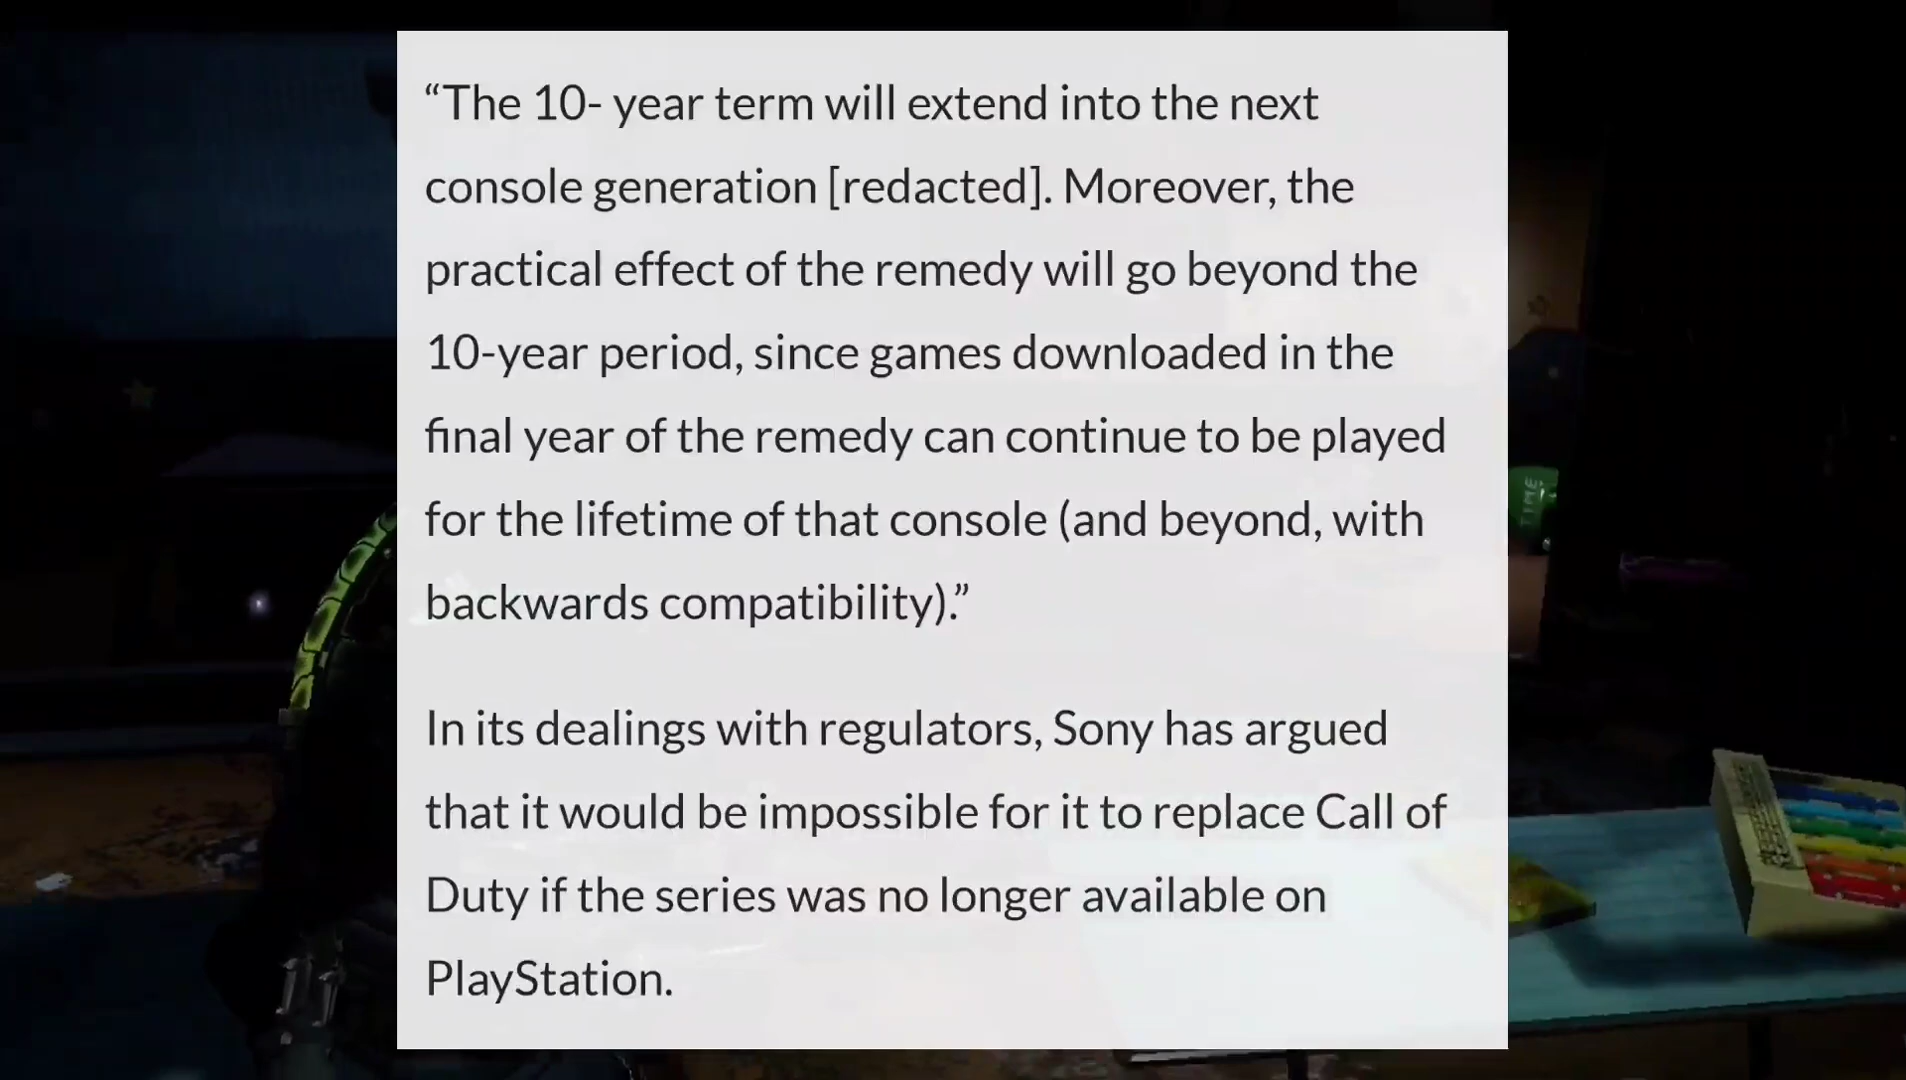 “The 10- year term will extend into the next
console generation [redacted]. Moreover, the
practical effect of the remedy will go beyond the
10-year period, since games downloaded in the
final year of the remedy can continue to be played
for the lifetime of that console (and beyond, with
backwards compatibility).”
In its dealings with regulators, Sony has argued
that it would be impossible for it to replace Call of
Duty if the series was no longer available on
PlayStation.
TIME